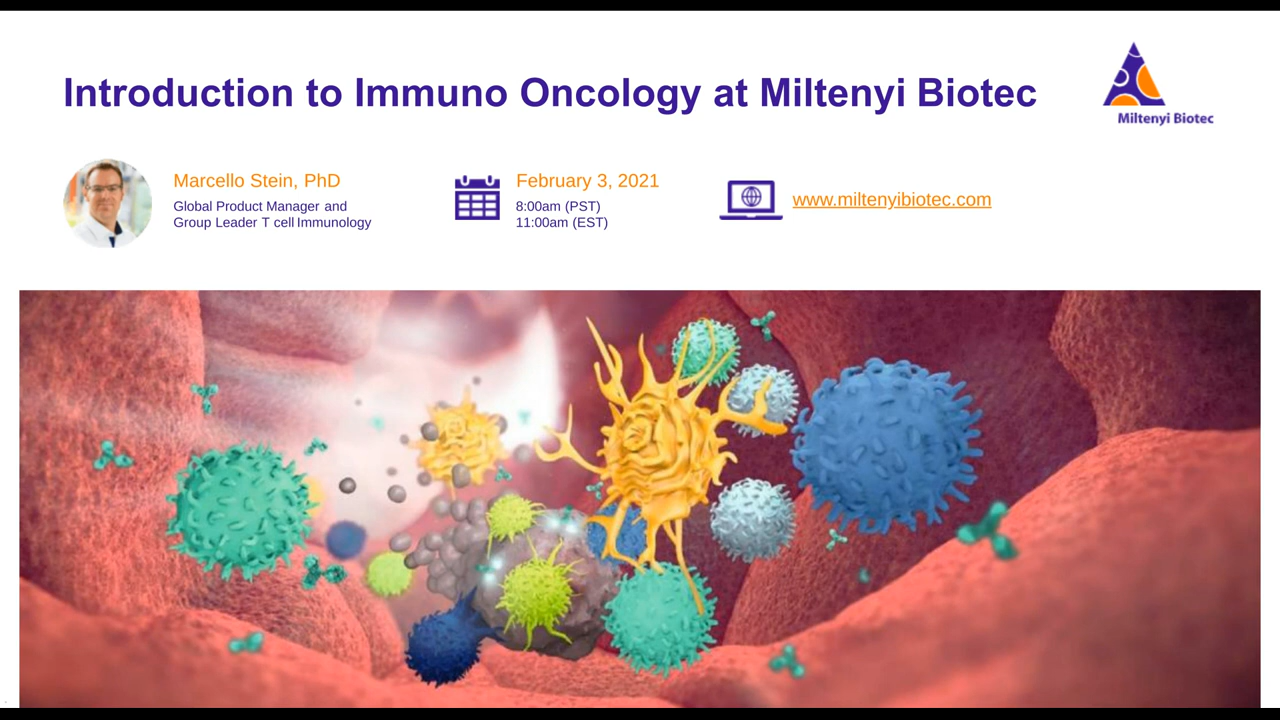 Introduction to Immuno Oncology at Miltenyi Biotec
Miltenyi Biotec
Marcello Stein, PhD
Global Product Manager and
Group Leader T cell Immunology
February 3, 2021
8:00am (PST)
11:00am (EST)
www.miltenyibiotec.com